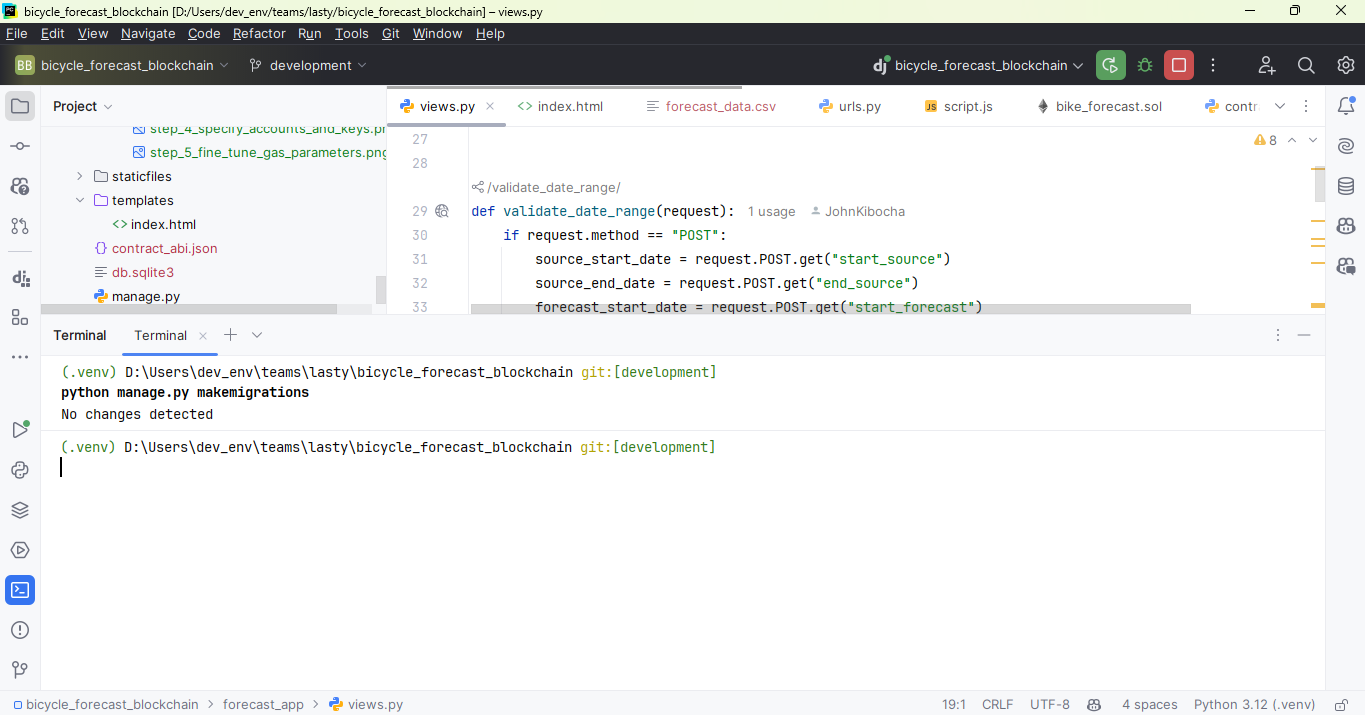 bicycle_forecast_blockchain [D:/Users/dev_env/teams/lasty/bicycle_forecast_blockchain] – views.py
File Edit View Navigate Code Refactor Run Tools Git Window Help
BB bicycle_forecast_blockchain development dj bicycle_forecast_blockchain
Project
views.py index.html forecast_data.csv urls.py script.js bike_forecast.sol contr
step_4_specify_accounts_and_keys.pr
step_5_fine_tune_gas_parameters.png
staticfiles
templates
index.html
contract_abi.json
db.sqlite3
manage.py
27
8
28
/validate_date_range/
29 def validate_date_range(request): 1 usage JohnKibocha
30 if request.method == "POST":
31 source_start_date = request.POST.get("start_source")
32 source_end_date = request.POST.get("end_source")
33 forecast_start_date = request.POST.get("start_forecast")
Terminal Terminal
(.venv) D:\Users\dev_env\teams\lasty\bicycle_forecast_blockchain git:[development]
python manage.py makemigrations
No changes detected
(.venv) D:\Users\dev_env\teams\lasty\bicycle_forecast_blockchain git:[development]
bicycle_forecast_blockchain > forecast_app > views.py 19:1 CRLF UTF-8 4 spaces Python 3.12 (.venv)